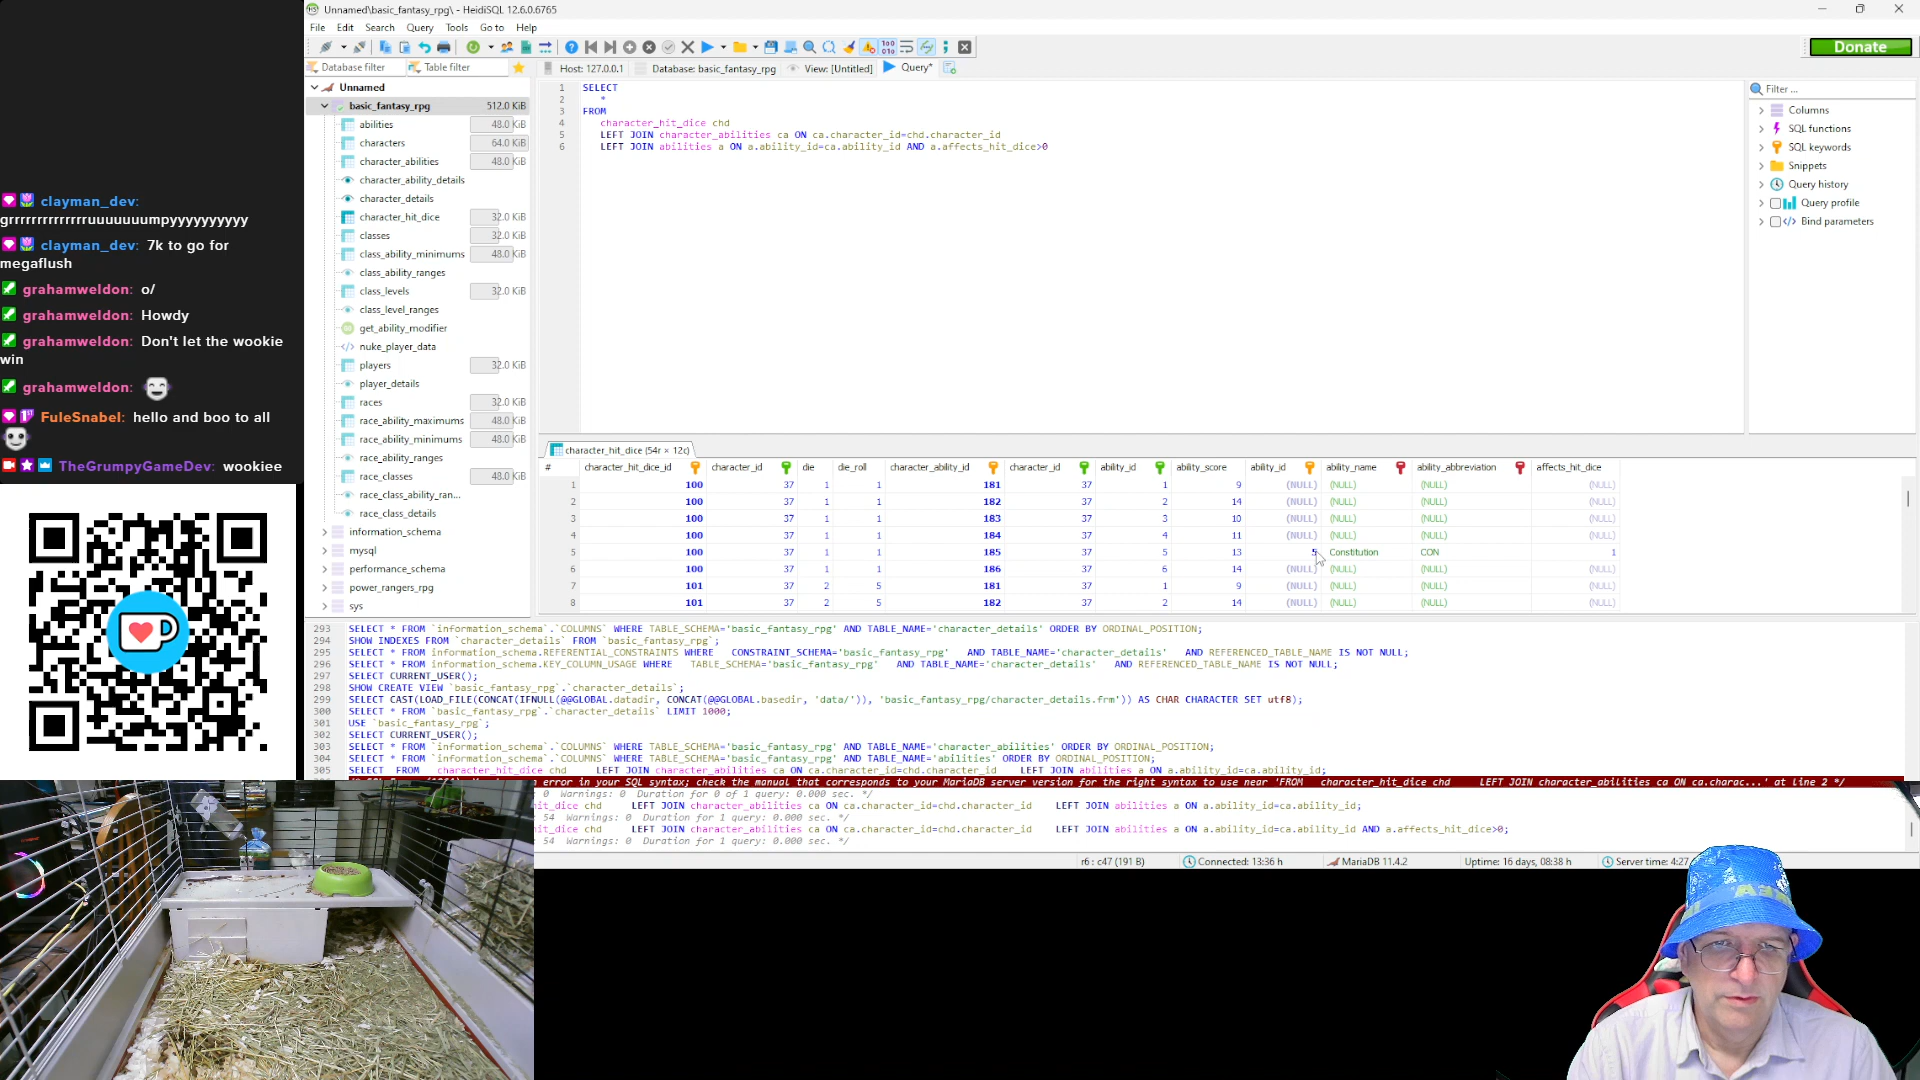 Unnamed\basic_fantasy_rpg\ - HeidiSQL 12.6.0.6765
File Edit Search Query Tools Go to Help
Donate
Database filter Table filter
Host: 127.0.0.1 Database: basic_fantasy_rpg View: [Untitled] Query*
Unnamed
basic_fantasy_rpg 512.0 KiB
abilities 48.0 KiB
characters 64.0 KiB
character_abilities 48.0 KiB
character_ability_details
character_details
character_hit_dice 32.0 KiB
classes 32.0 KiB
class_ability_minimums 48.0 KiB
class_ability_ranges
class_levels 32.0 KiB
class_level_ranges
get_ability_modifier
nuke_player_data
players 32.0 KiB
player_details
races 32.0 KiB
race_ability_maximums 48.0 KiB
race_ability_minimums 48.0 KiB
race_ability_ranges
race_classes 48.0 KiB
race_class_ability_ran...
race_class_details
information_schema
mysql
performance_schema
power_rangers_rpg
sys
1 SELECT
2 *
3 FROM
4 character_hit_dice chd
5 LEFT JOIN character_abilities ca ON ca.character_id=chd.character_id
6 LEFT JOIN abilities a ON a.ability_id=ca.ability_id AND a.affects_hit_dice>0
Filter ...
Columns
SQL functions
SQL keywords
Snippets
Query history
Query profile
Bind parameters
clayman_dev:
grrrrrrrrrrrrrruuuuuuumpyyyyyyyyyy
clayman_dev: 7k to go for
megaflush
grahamweldon: o/
grahamweldon: Howdy
grahamweldon: Don't let the wookie
win
grahamweldon:
FuleSnabel: hello and boo to all
TheGrumpyGameDev: wookiee
character_hit_dice (54r × 12c)
# character_hit_dice_id character_id die die_roll character_ability_id character_id ability_id ability_score ability_id ability_name ability_abbreviation affects_hit_dice
1 100 37 1 1 181 37 1 9 (NULL) (NULL) (NULL) (NULL)
2 100 37 1 1 182 37 2 14 (NULL) (NULL) (NULL) (NULL)
3 100 37 1 1 183 37 3 10 (NULL) (NULL) (NULL) (NULL)
4 100 37 1 1 184 37 4 11 (NULL) (NULL) (NULL) (NULL)
5 100 37 1 1 185 37 5 13 5 Constitution CON 1
6 100 37 1 1 186 37 6 14 (NULL) (NULL) (NULL) (NULL)
7 101 37 2 5 181 37 1 9 (NULL) (NULL) (NULL) (NULL)
8 101 37 2 5 182 37 2 14 (NULL) (NULL) (NULL) (NULL)
293 SELECT * FROM `information_schema`.`COLUMNS` WHERE TABLE_SCHEMA='basic_fantasy_rpg' AND TABLE_NAME='character_details' ORDER BY ORDINAL_POSITION;
294 SHOW INDEXES FROM `character_details` FROM `basic_fantasy_rpg`;
295 SELECT * FROM information_schema.REFERENTIAL_CONSTRAINTS WHERE CONSTRAINT_SCHEMA='basic_fantasy_rpg' AND TABLE_NAME='character_details' AND REFERENCED_TABLE_NAME IS NOT NULL;
296 SELECT * FROM information_schema.KEY_COLUMN_USAGE WHERE TABLE_SCHEMA='basic_fantasy_rpg' AND TABLE_NAME='character_details' AND REFERENCED_TABLE_NAME IS NOT NULL;
297 SELECT CURRENT_USER();
298 SHOW CREATE VIEW `basic_fantasy_rpg`.`character_details`;
299 SELECT CAST(LOAD_FILE(CONCAT(IFNULL(@@GLOBAL.datadir, CONCAT(@@GLOBAL.basedir, 'data/')), 'basic_fantasy_rpg/character_details.frm')) AS CHAR CHARACTER SET utf8);
300 SELECT * FROM `basic_fantasy_rpg`.`character_details` LIMIT 1000;
301 USE `basic_fantasy_rpg`;
302 SELECT CURRENT_USER();
303 SELECT * FROM `information_schema`.`COLUMNS` WHERE TABLE_SCHEMA='basic_fantasy_rpg' AND TABLE_NAME='character_abilities' ORDER BY ORDINAL_POSITION;
304 SELECT * FROM `information_schema`.`COLUMNS` WHERE TABLE_SCHEMA='basic_fantasy_rpg' AND TABLE_NAME='abilities' ORDER BY ORDINAL_POSITION;
305 SELECT FROM character_hit_dice chd LEFT JOIN character_abilities ca ON ca.character_id=chd.character_id LEFT JOIN abilities a ON a.ability_id=ca.ability_id;
error in your SQL syntax; check the manual that corresponds to your MariaDB server version for the right syntax to use near 'FROM character_hit_dice chd LEFT JOIN character_abilities ca ON ca.charac...' at line 2 */
0 Warnings: 0 Duration for 0 of 1 query: 0.000 sec. */
hit_dice chd LEFT JOIN character_abilities ca ON ca.character_id=chd.character_id LEFT JOIN abilities a ON a.ability_id=ca.ability_id;
54 Warnings: 0 Duration for 1 query: 0.000 sec. */
hit_dice chd LEFT JOIN character_abilities ca ON ca.character_id=chd.character_id LEFT JOIN abilities a ON a.ability_id=ca.ability_id AND a.affects_hit_dice>0;
54 Warnings: 0 Duration for 1 query: 0.000 sec. */
r6 : c47 (191 B) Connected: 13:36 h MariaDB 11.4.2 Uptime: 16 days, 08:38 h Server time: 4:27